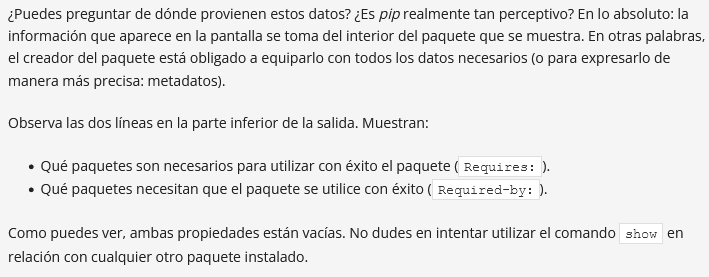 ¿Puedes preguntar de dónde provienen estos datos? ¿Es pip realmente tan perceptivo? En lo absoluto: la
información que aparece en la pantalla se toma del interior del paquete que se muestra. En otras palabras,
el creador del paquete está obligado a equiparlo con todos los datos necesarios (o para expresarlo de
manera más precisa: metadatos).
Observa las dos líneas en la parte inferior de la salida. Muestran:
• Qué paquetes son necesarios para utilizar con éxito el paquete ( Requires: ).
• Qué paquetes necesitan que el paquete se utilice con éxito ( Required-by: ).
Como puedes ver, ambas propiedades están vacías. No dudes en intentar utilizar el comando show en
relación con cualquier otro paquete instalado.